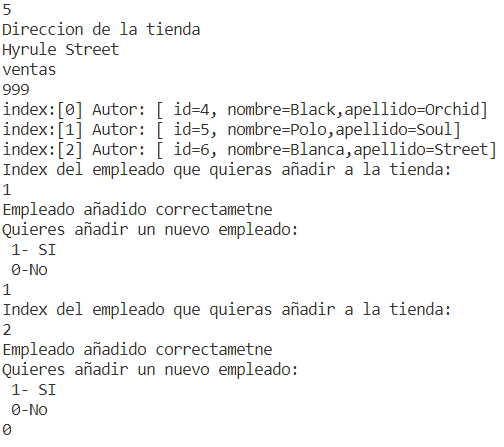 5
Direccion de la tienda
Hyrule Street
ventas
999
index:[0] Autor: [ id=4, nombre=Black,apellido=Orchid]
index:[1] Autor: [ id=5, nombre=Polo,apellido=Soul]
index:[2] Autor: [ id=6, nombre=Blanca,apellido=Street]
Index del empleado que quieras añadir a la tienda:
1
Empleado añadido correctametne
Quieres añadir un nuevo empleado:
 1- SI
 0-No
1
Index del empleado que quieras añadir a la tienda:
2
Empleado añadido correctametne
Quieres añadir un nuevo empleado:
 1- SI
 0-No
0